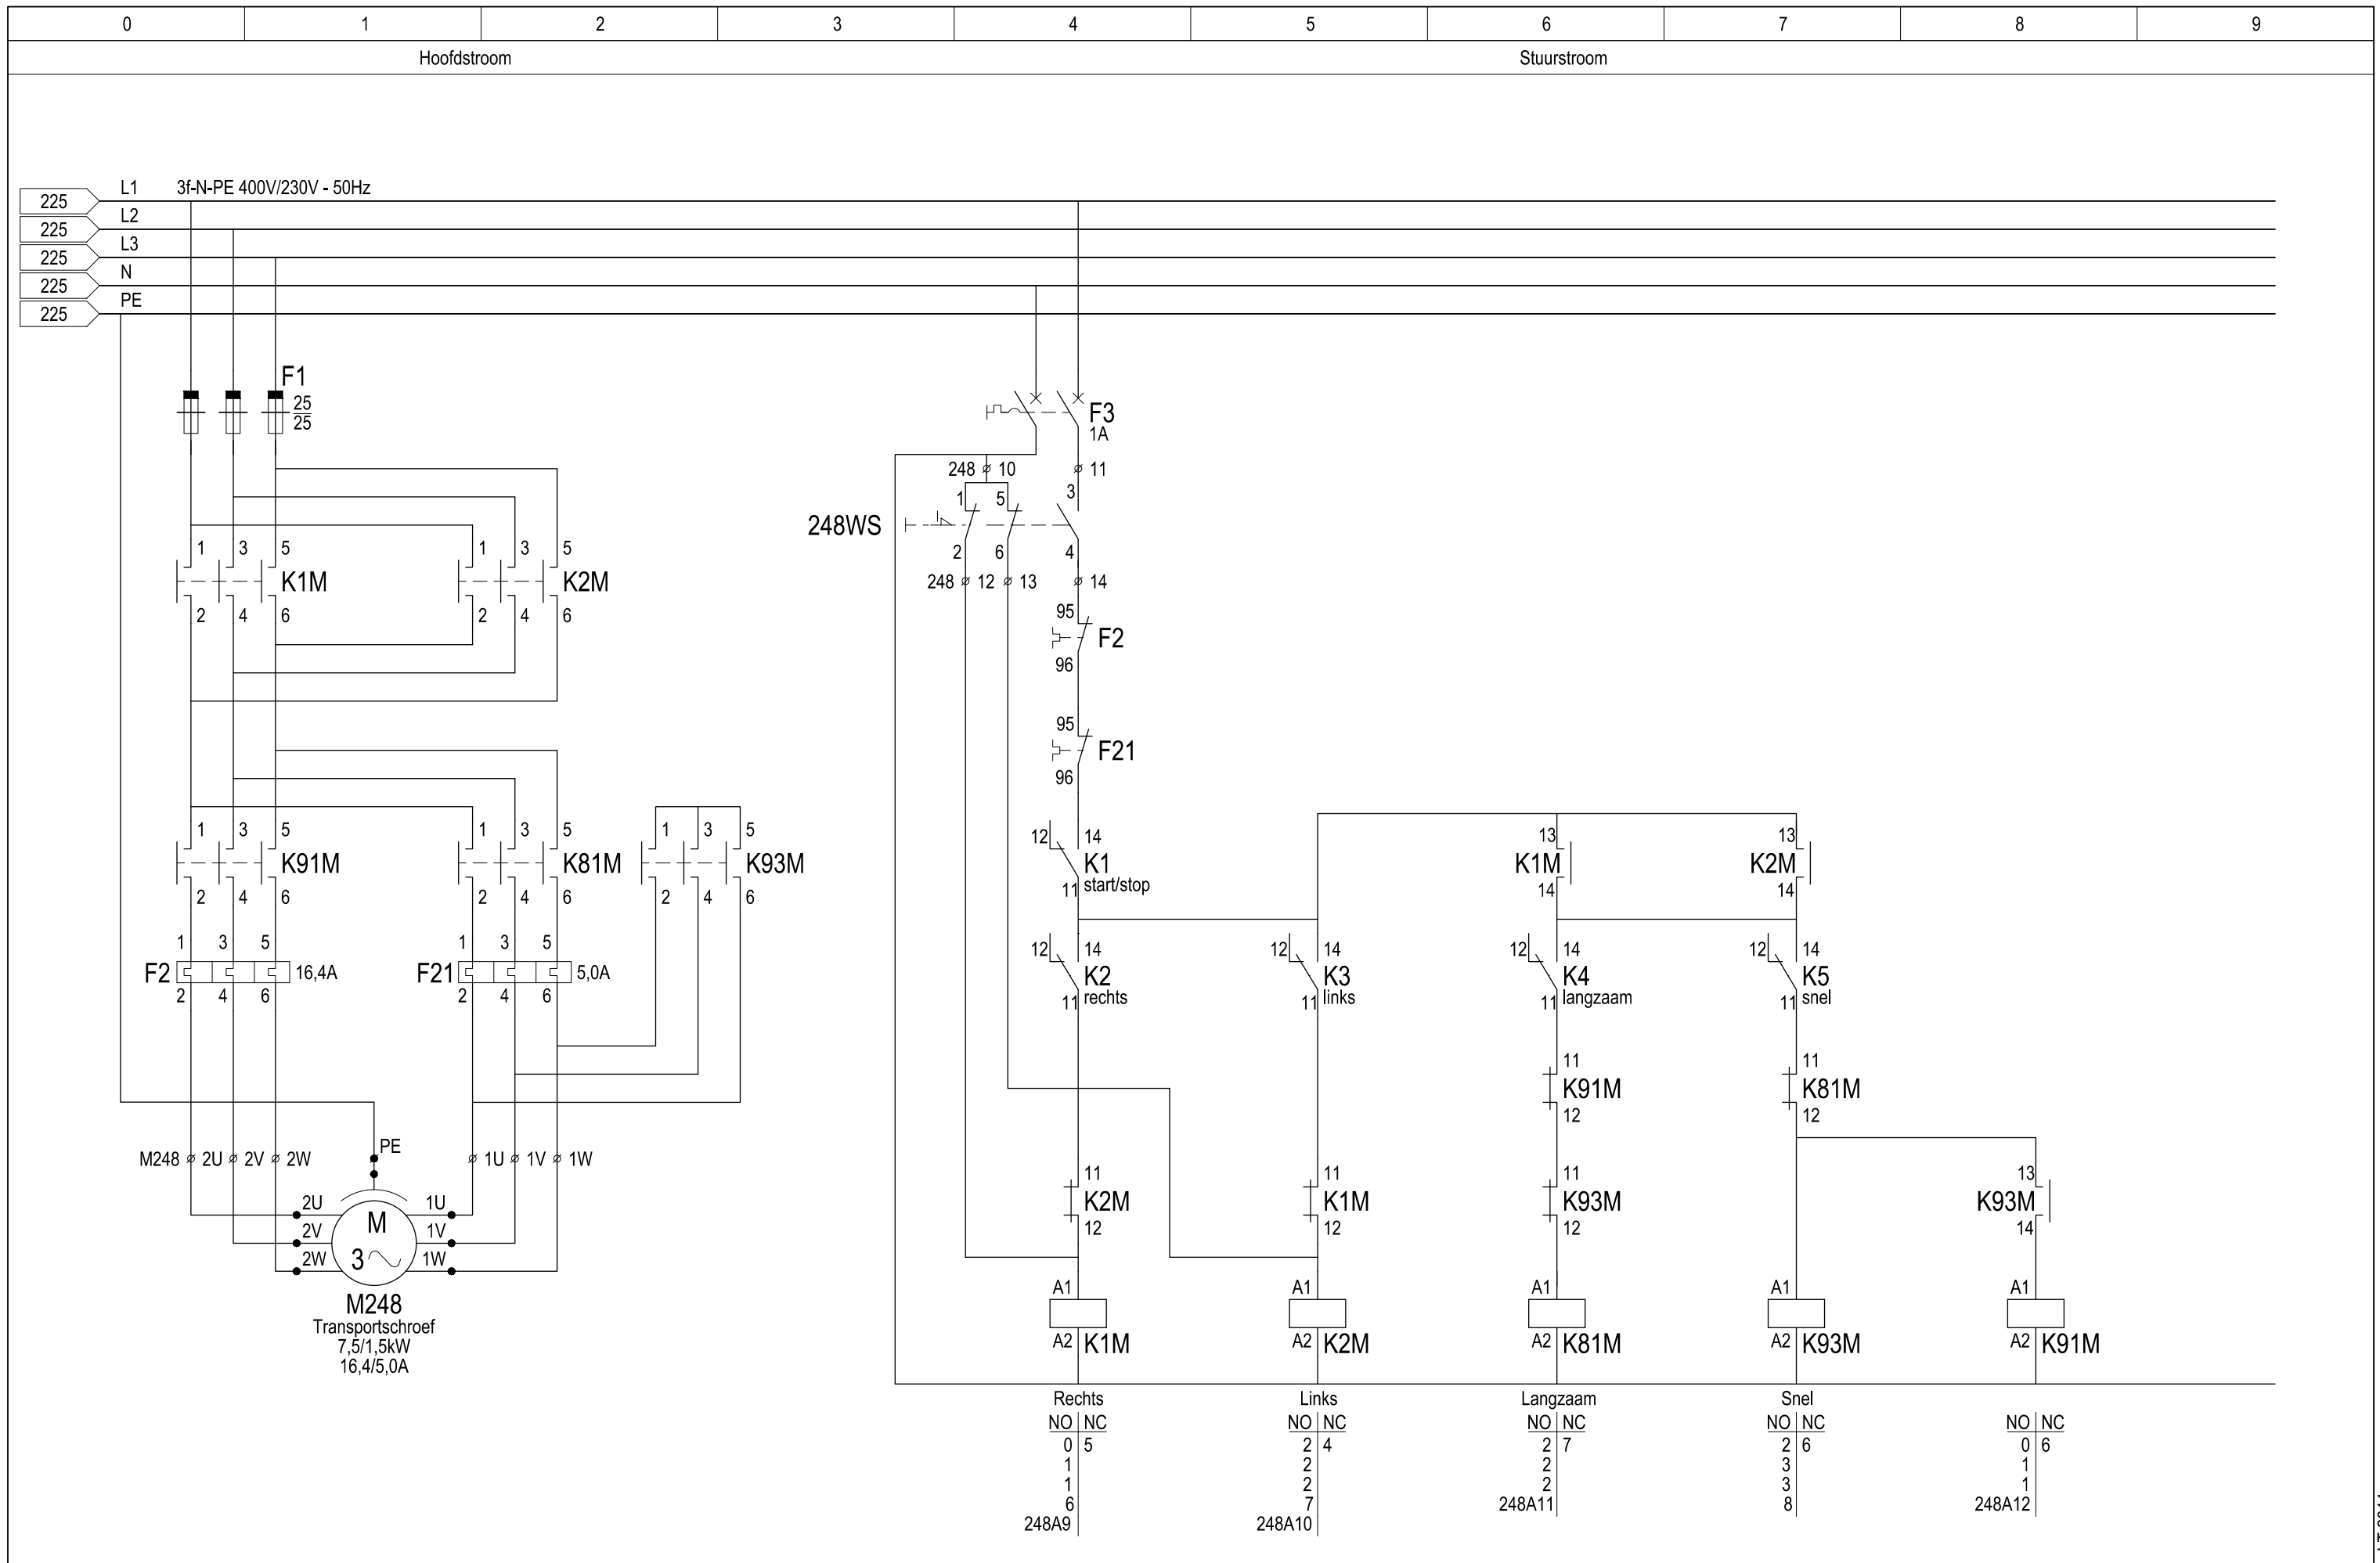 0 1 2 3 4 5 6 7 8 9
Hoofdstroom Stuurstroom
L1 3f-N-PE 400V/230V - 50Hz
225
L2
225
L3
225
N
225
PE
225
F1
25
25
F3
1A
248 10 11
1 5 3
248WS
2 6 4
248 12 13 14
1 3 5 1 3 5
K1M K2M
2 4 6 2 4 6
95
F2
96
95
F21
96
1 3 5 1 3 5 1 3 5
K91M K81M K93M
2 4 6 2 4 6 2 4 6
12 14
K1
11 start/stop
13
K1M
14
13
K2M
14
1 3 5 1 3 5
F2 16,4A F21 5,0A
2 4 6 2 4 6
12 14 12 14 12 14 12 14
K2 K3 K4 K5
11 rechts 11 links 11 langzaam 11 snel
11 11
K91M K81M
12 12
PE
M248 2U 2V 2W 1U 1V 1W
11 11 11 13
K2M K1M K93M K93M
12 12 12 14
2U 1U
M
2V 1V
3
2W 1W
M248
Transportschroef
7,5/1,5kW
16,4/5,0A
A1 A1 A1 A1 A1
A2 K1M A2 K2M A2 K81M A2 K93M A2 K91M
Rechts Links Langzaam Snel
NO NC NO NC NO NC NO NC NO NC
0 5 2 4 2 7 2 6 0 6
1 2 2 3 1
1 2 2 3 1
6 7 248A11 8 248A12
248A9 248A10